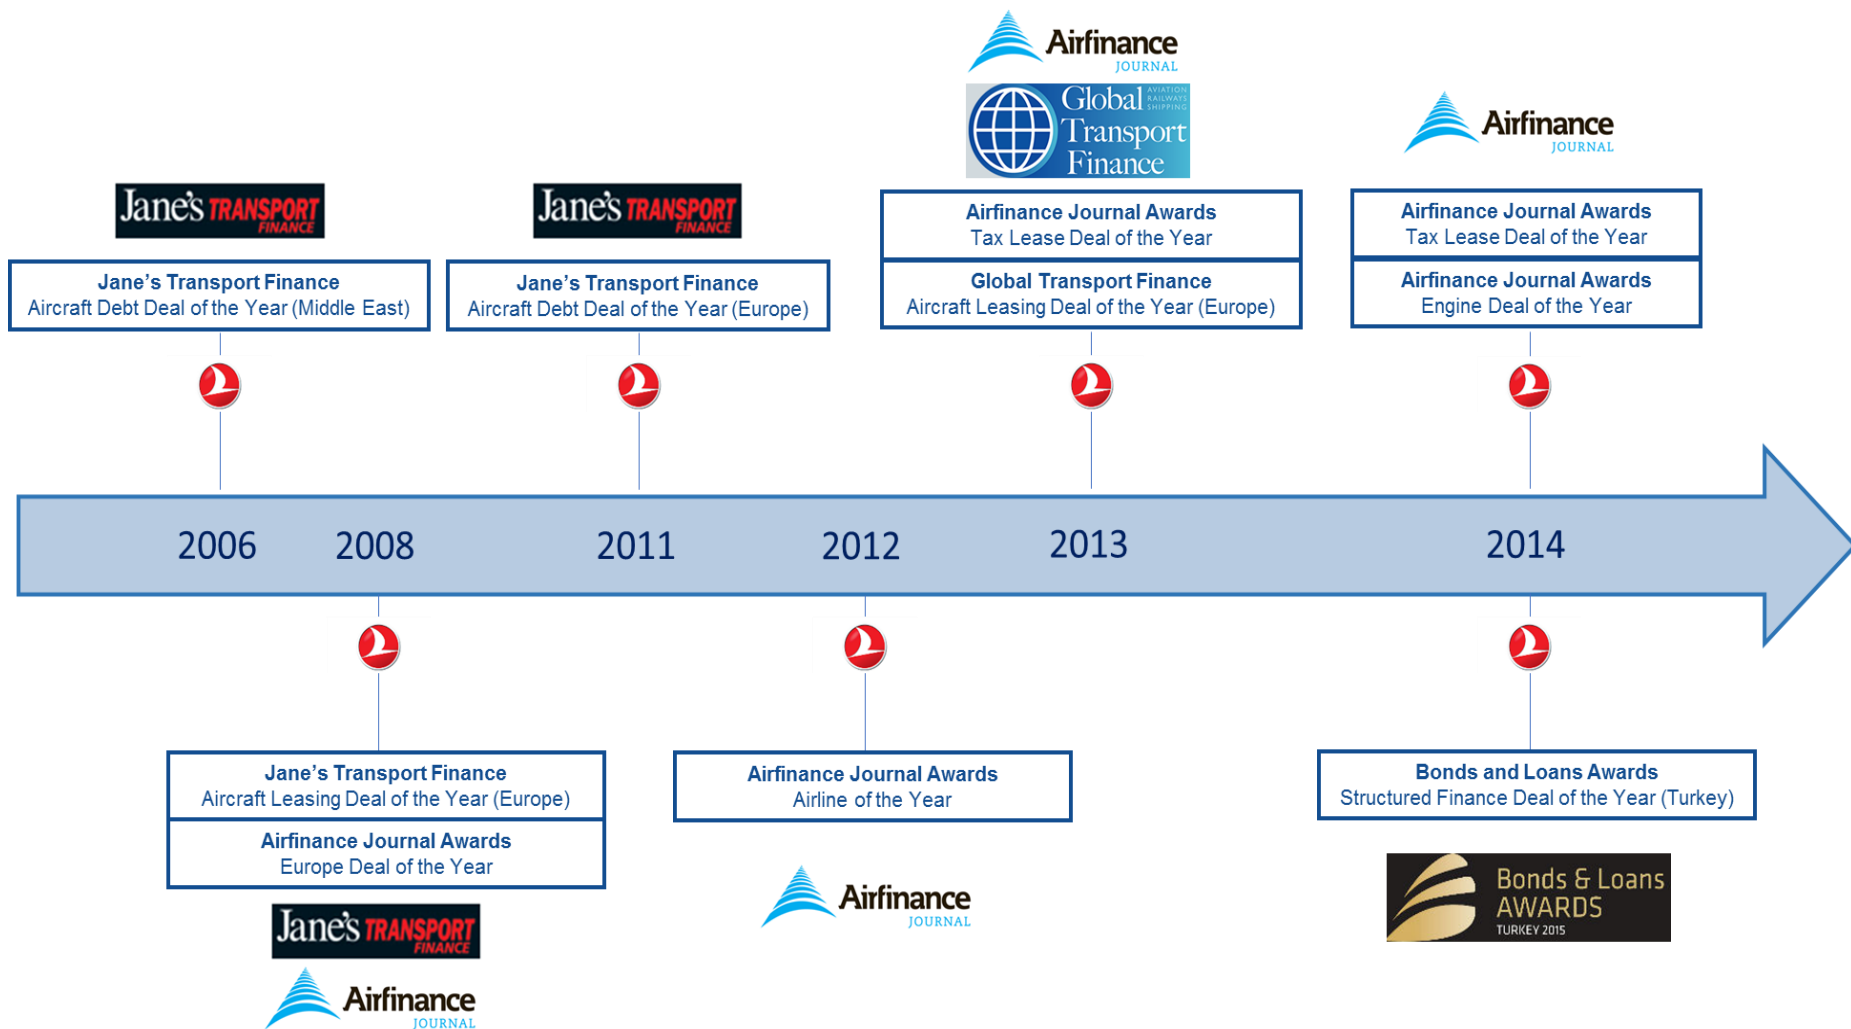 Airfinance
JOURNAL
Global
Transport
Finance
AVIATION
RAILWAYS
SHIPPING
Airfinance
JOURNAL
Jane's TRANSPORT
FINANCE
Jane's TRANSPORT
FINANCE
Jane’s Transport Finance
Aircraft Debt Deal of the Year (Middle East)
Jane’s Transport Finance
Aircraft Debt Deal of the Year (Europe)
Airfinance Journal Awards
Tax Lease Deal of the Year
Global Transport Finance
Aircraft Leasing Deal of the Year (Europe)
Airfinance Journal Awards
Tax Lease Deal of the Year
Airfinance Journal Awards
Engine Deal of the Year
2006
2008
2011
2012
2013
2014
Jane’s Transport Finance
Aircraft Leasing Deal of the Year (Europe)
Airfinance Journal Awards
Europe Deal of the Year
Jane's TRANSPORT
FINANCE
Airfinance
JOURNAL
Airfinance Journal Awards
Airline of the Year
Airfinance
JOURNAL
Bonds and Loans Awards
Structured Finance Deal of the Year (Turkey)
Bonds & Loans
AWARDS
TURKEY 2015